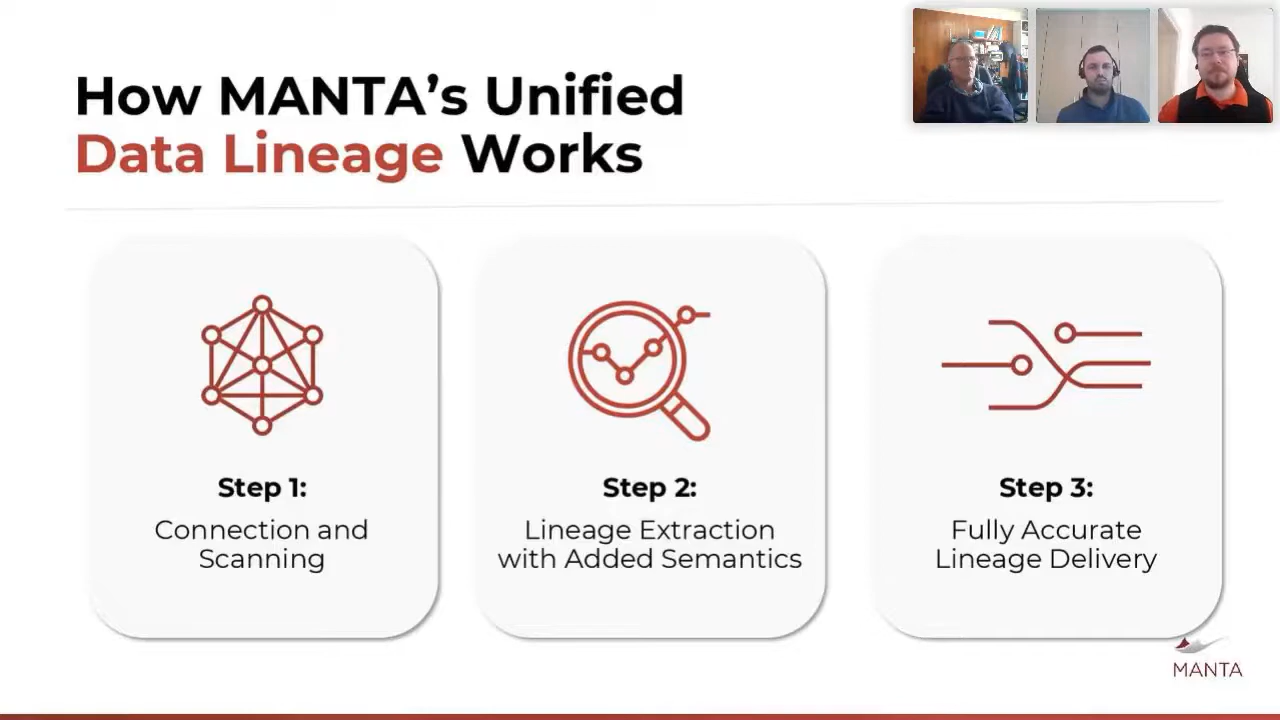 How MANTA’s Unified
Data Lineage Works
Step 1:
Connection and
Scanning
Step 2:
Lineage Extraction
with Added Semantics
Step 3:
Fully Accurate
Lineage Delivery
MANTA